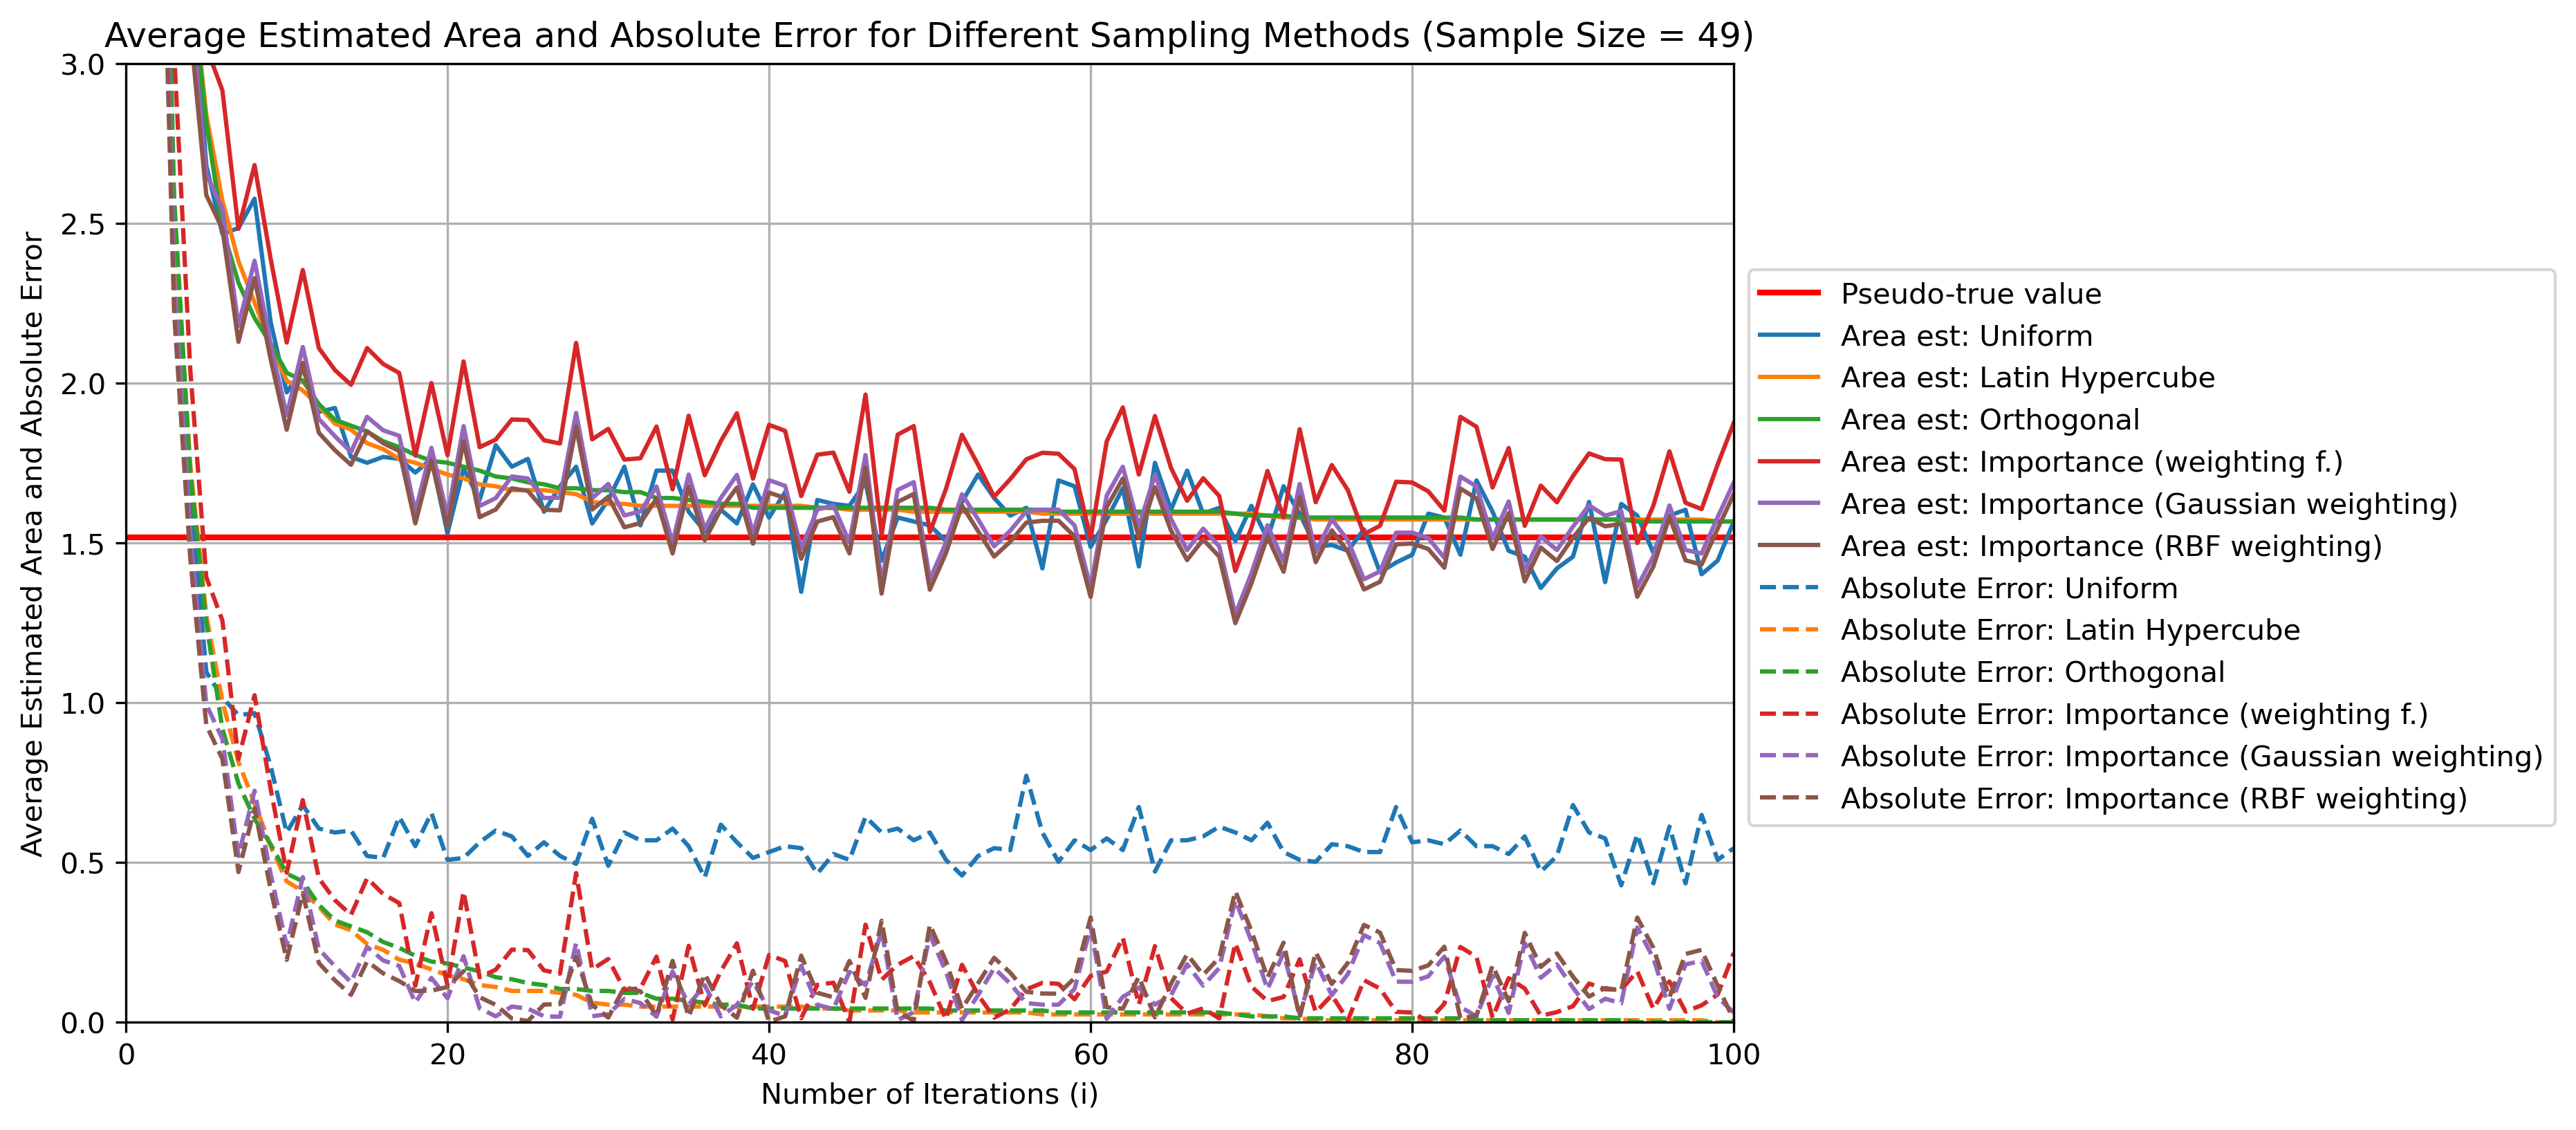 Average Estimated Area and Absolute Error for Different Sampling Methods (Sample Size = 49)
3.0
2.5
2.0
1.5
1.0
0.5
0.0
Average Estimated Area and Absolute Error
0 20 40 60 80 100
Number of Iterations (i)
Pseudo-true value
Area est: Uniform
Area est: Latin Hypercube
Area est: Orthogonal
Area est: Importance (weighting f.)
Area est: Importance (Gaussian weighting)
Area est: Importance (RBF weighting)
Absolute Error: Uniform
Absolute Error: Latin Hypercube
Absolute Error: Orthogonal
Absolute Error: Importance (weighting f.)
Absolute Error: Importance (Gaussian weighting)
Absolute Error: Importance (RBF weighting)